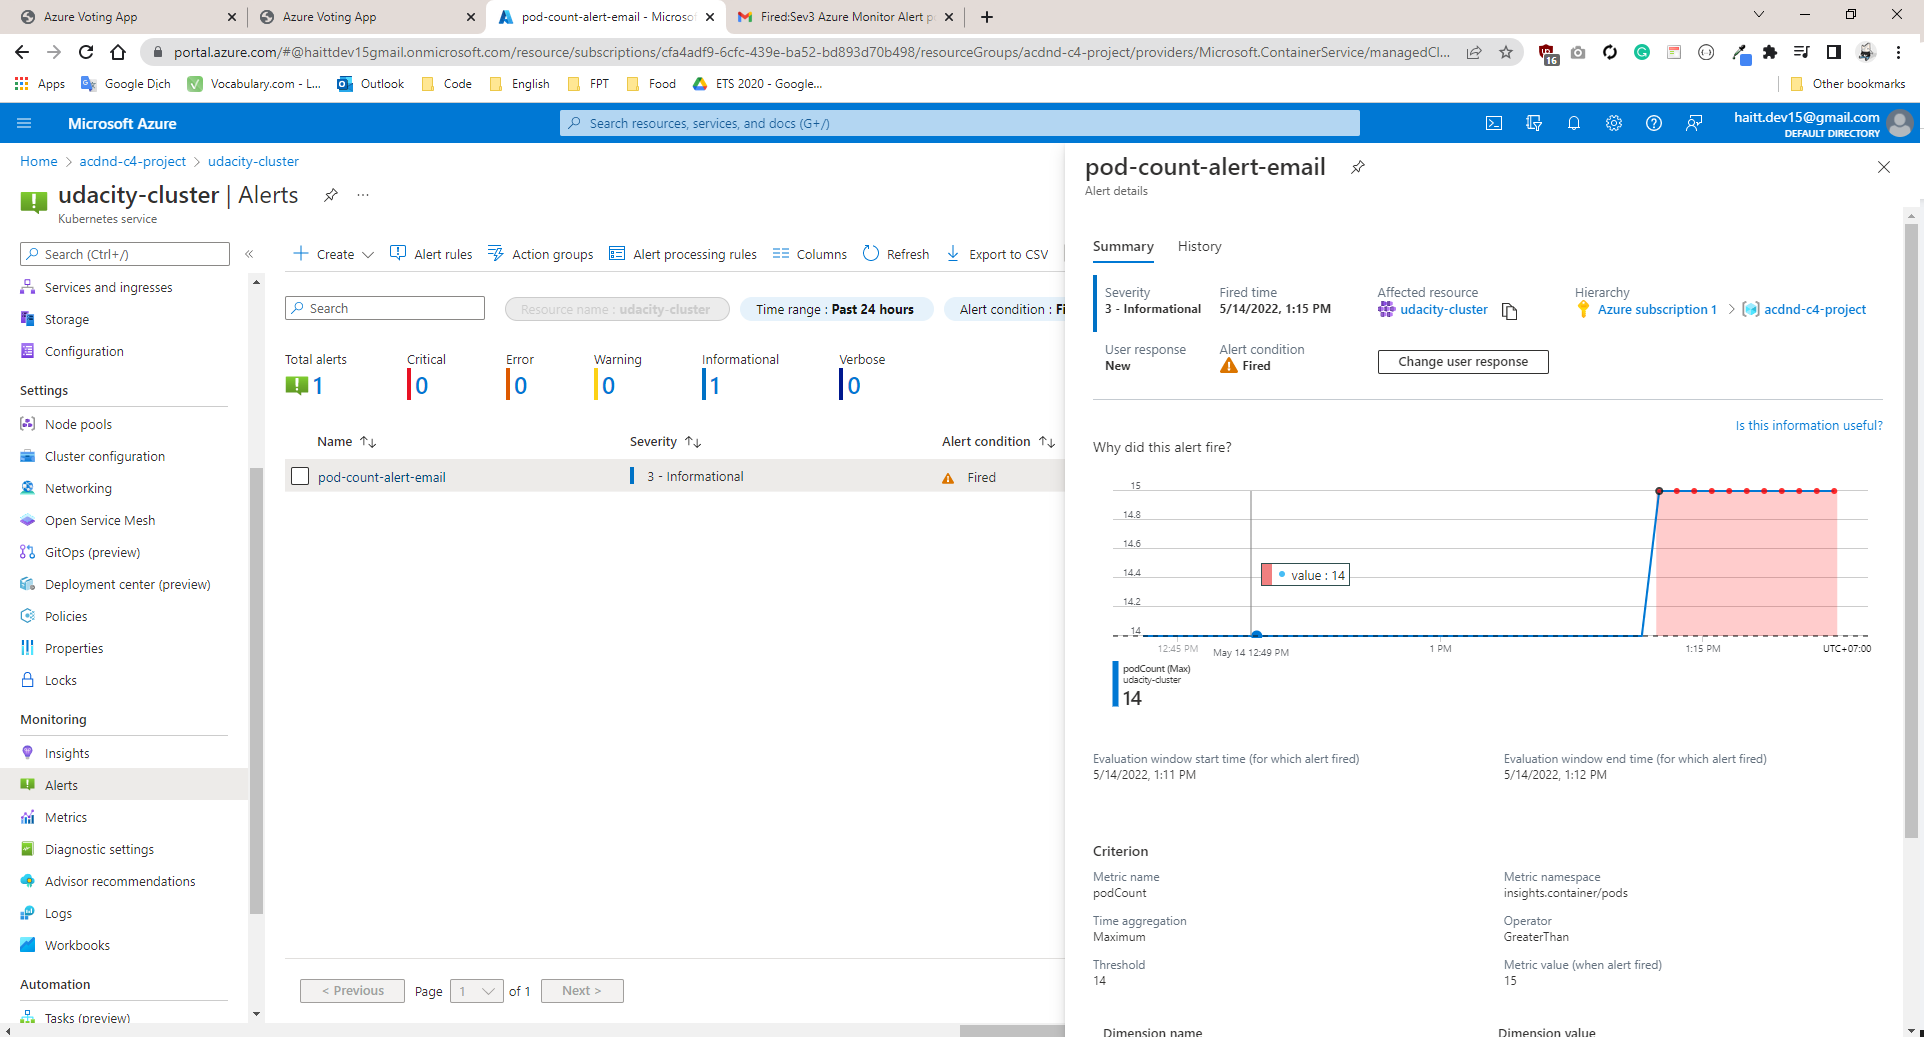 Azure Voting App
Azure Voting App
pod-count-alert-email - Microsof
Fired:Sev3 Azure Monitor Alert p
portal.azure.com/#@haittdev15gmail.onmicrosoft.com/resource/subscriptions/cfa4adf9-6cfc-439e-ba52-bd893d70b498/resourceGroups/acdnd-c4-project/providers/Microsoft.ContainerService/managedCl...
16
Apps
Google Dịch
Vocabulary.com - L...
Outlook
Code
English
FPT
Food
ETS 2020 - Google...
Other bookmarks
Microsoft Azure
Search resources, services, and docs (G+/)
haitt.dev15@gmail.com
DEFAULT DIRECTORY
Home > acdnd-c4-project > udacity-cluster
udacity-cluster | Alerts
Kubernetes service
Search (Ctrl+/)
Services and ingresses
Storage
Configuration
Settings
Node pools
Cluster configuration
Networking
Open Service Mesh
GitOps (preview)
Deployment center (preview)
Policies
Properties
Locks
Monitoring
Insights
Alerts
Metrics
Diagnostic settings
Advisor recommendations
Logs
Workbooks
Automation
Tasks (preview)
Create
Alert rules
Action groups
Alert processing rules
Columns
Refresh
Export to CSV
Search
Resource name : udacity-cluster
Time range : Past 24 hours
Alert condition : Fi
Total alerts
1
Critical
0
Error
0
Warning
0
Informational
1
Verbose
0
Name
Severity
Alert condition
pod-count-alert-email
3 - Informational
Fired
< Previous
Page
1
of 1
Next >
pod-count-alert-email
Alert details
Summary
History
Severity
3 - Informational
Fired time
5/14/2022, 1:15 PM
Affected resource
udacity-cluster
Hierarchy
Azure subscription 1 > acdnd-c4-project
User response
New
Alert condition
Fired
Change user response
Is this information useful?
Why did this alert fire?
15
14.8
14.6
14.4
14.2
14
value : 14
12:45 PM
May 14 12:49 PM
1 PM
1:15 PM
UTC+07:00
podCount (Max)
udacity-cluster
14
Evaluation window start time (for which alert fired)
5/14/2022, 1:11 PM
Evaluation window end time (for which alert fired)
5/14/2022, 1:12 PM
Criterion
Metric name
podCount
Metric namespace
insights.container/pods
Time aggregation
Maximum
Operator
GreaterThan
Threshold
14
Metric value (when alert fired)
15
Dimension name
Dimension value